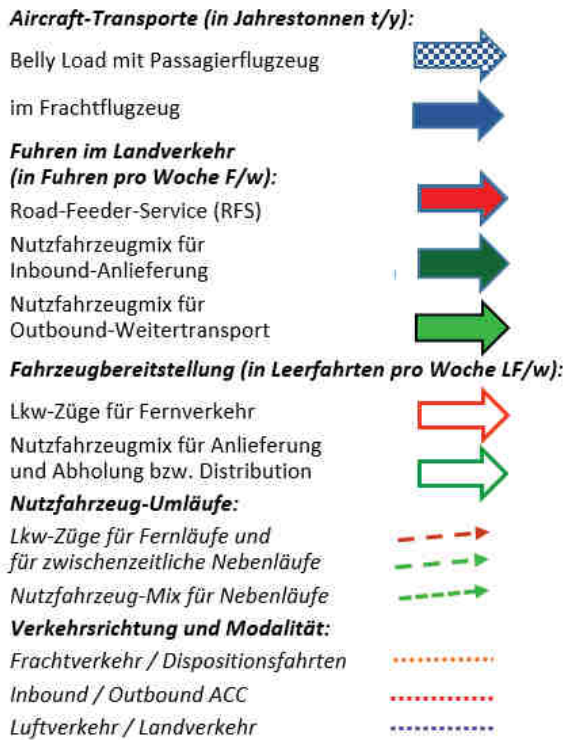 Aircraft-Transporte (in Jahrestonnen t/y):
Belly Load mit Passagierflugzeug
im Frachtflugzeug
Fuhren im Landverkehr
(in Fuhren pro Woche F/w):
Road-Feeder-Service (RFS)
Nutzfahrzeugmix für
Inbound-Anlieferung
Nutzfahrzeugmix für
Outbound-Weitertransport
Fahrzeugbereitstellung (in Leerfahrten pro Woche LF/w):
Lkw-Züge für Fernverkehr
Nutzfahrzeugmix für Anlieferung
und Abholung bzw. Distribution
Nutzfahrzeug-Umläufe:
Lkw-Züge für Fernläufe und
für zwischenzeitliche Nebenläufe
Nutzfahrzeug-Mix für Nebenläufe
Verkehrsrichtung und Modalität:
Frachtverkehr / Dispositionsfahrten
Inbound / Outbound ACC
Luftverkehr / Landverkehr